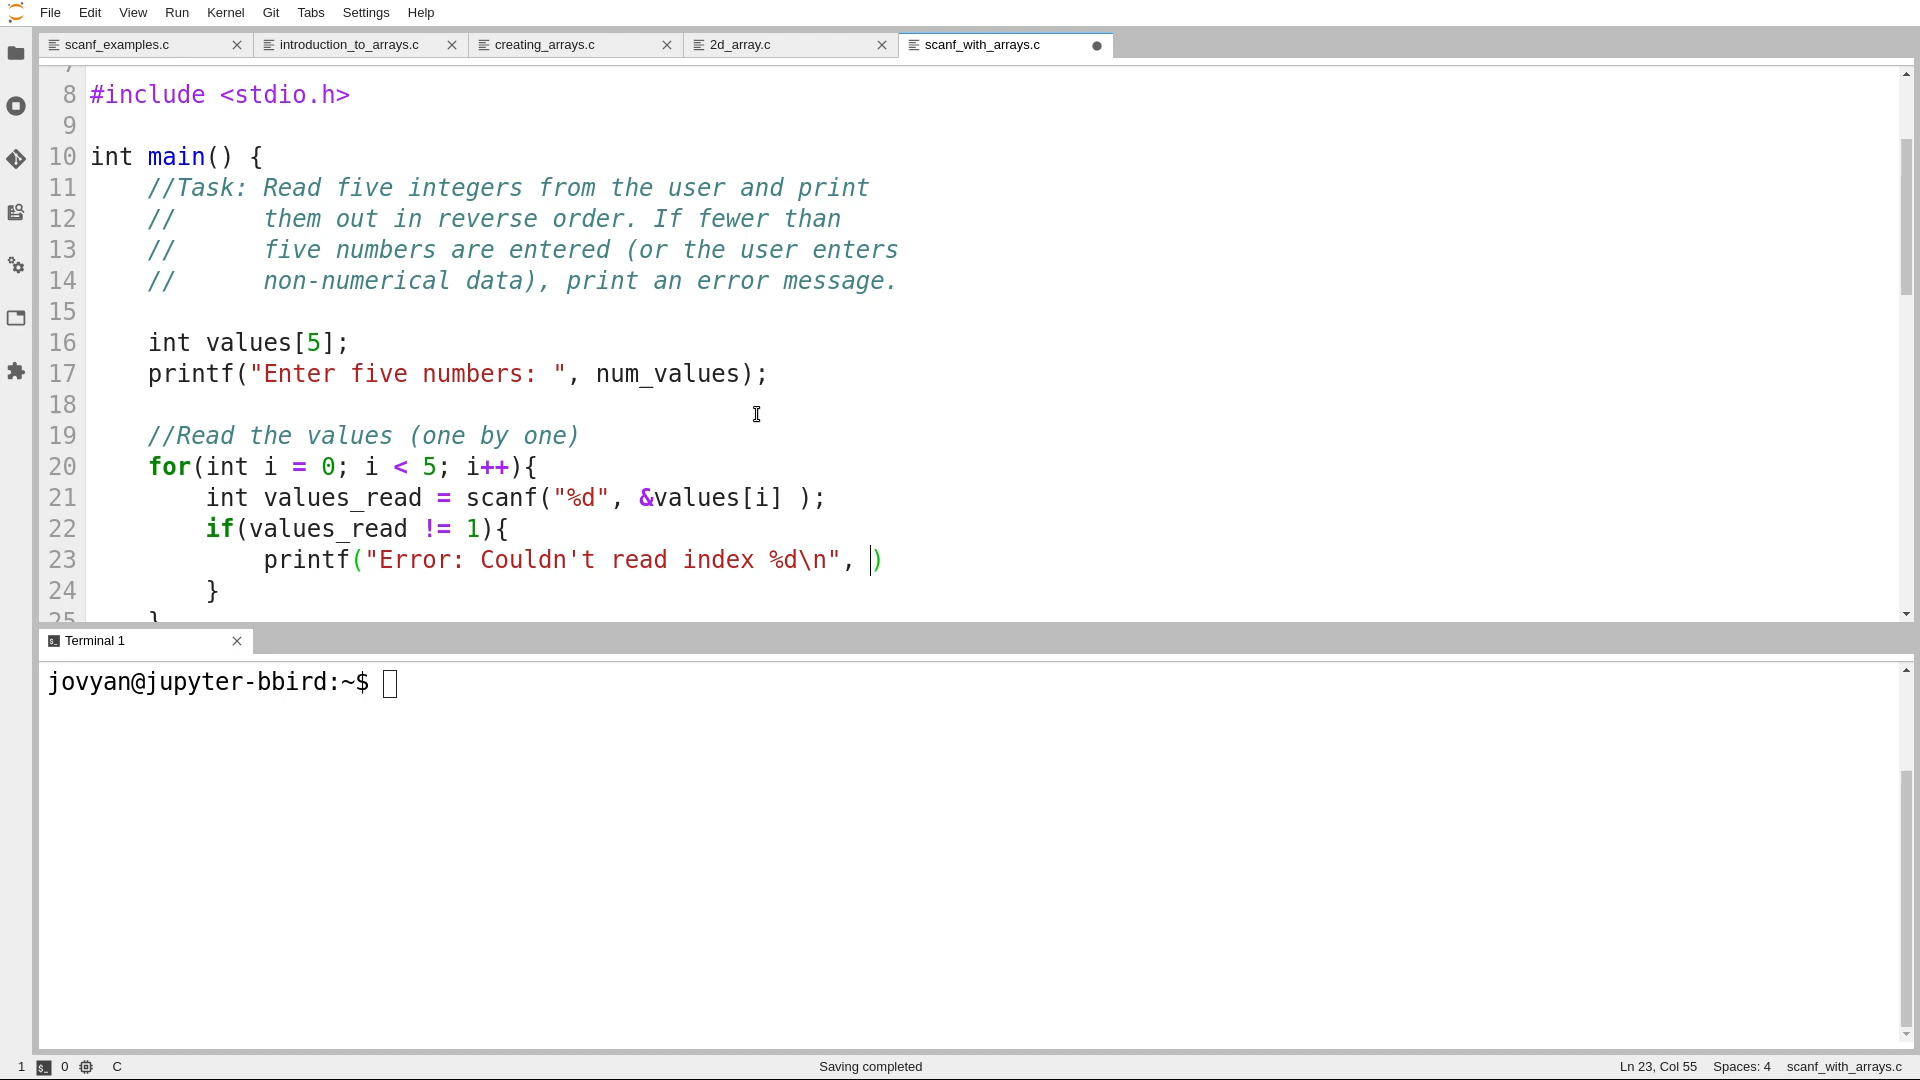 File Edit View Run Kernel Git Tabs Settings Help
scanf_examples.c introduction_to_arrays.c creating_arrays.c 2d_array.c scanf_with_arrays.c
7
8 #include <stdio.h>
9
10 int main() {
11 //Task: Read five integers from the user and print
12 // them out in reverse order. If fewer than
13 // five numbers are entered (or the user enters
14 // non-numerical data), print an error message.
15
16 int values[5];
17 printf("Enter five numbers: ", num_values);
18
19 //Read the values (one by one)
20 for(int i = 0; i < 5; i++){
21 int values_read = scanf("%d", &values[i] );
22 if(values_read != 1){
23 printf("Error: Couldn't read index %d\n", )
24 }
25 }
Terminal 1
jovyan@jupyter-bbird:~$
1 $_ 0 C Saving completed Ln 23, Col 55 Spaces: 4 scanf_with_arrays.c